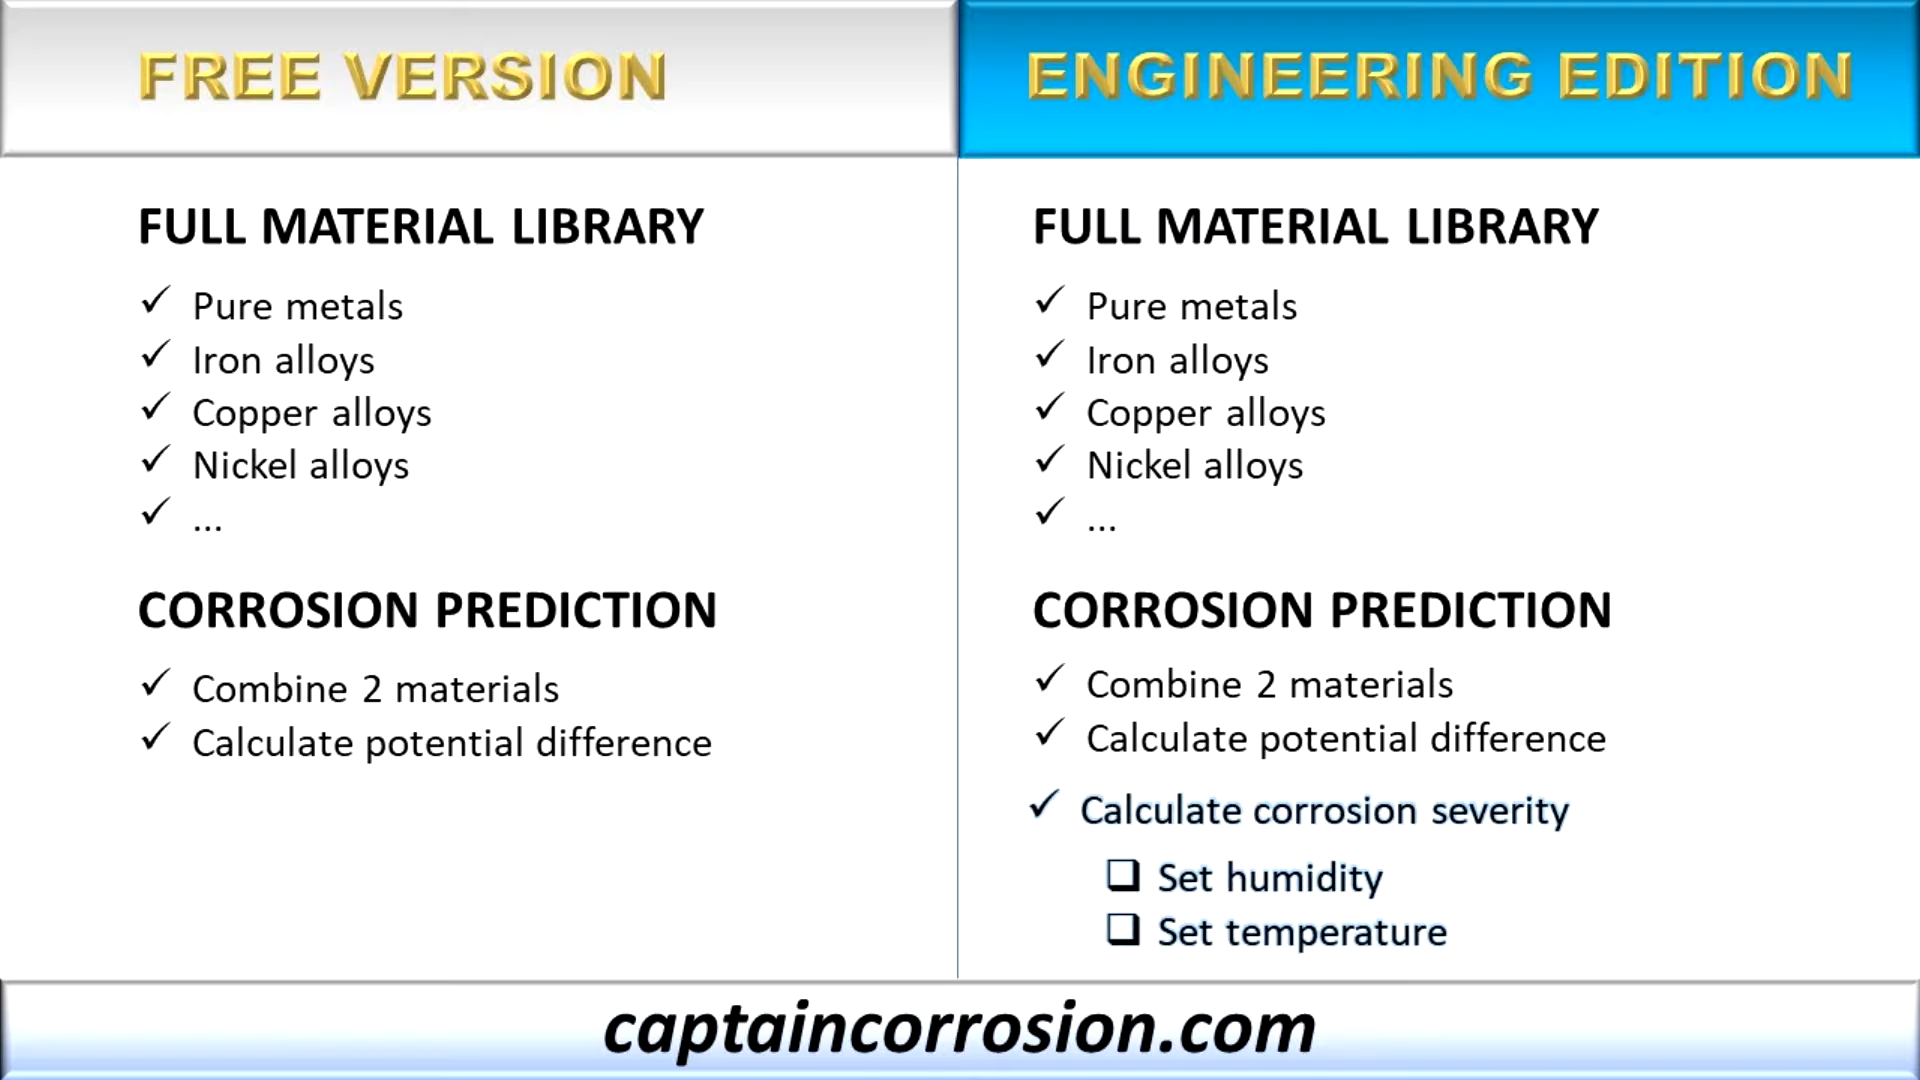 FREE VERSION
FULL MATERIAL LIBRARY
✓ Pure metals
✓ Iron alloys
✓ Copper alloys
✓ Nickel alloys
✓ ...
CORROSION PREDICTION
✓ Combine 2 materials
✓ Calculate potential difference
ENGINEERING EDITION
FULL MATERIAL LIBRARY
✓ Pure metals
✓ Iron alloys
✓ Copper alloys
✓ Nickel alloys
✓ ...
CORROSION PREDICTION
✓ Combine 2 materials
✓ Calculate potential difference
✓ Calculate corrosion severity
❑ Set humidity
❑ Set temperature
captaincorrosion.com